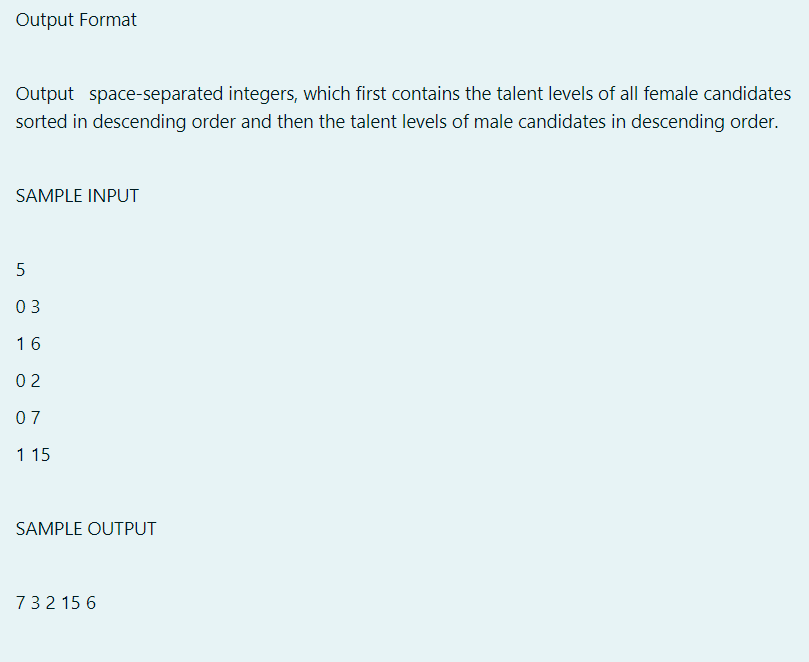 Output Format
Output space-separated integers, which first contains the talent levels of all female candidates
sorted in descending order and then the talent levels of male candidates in descending order.
SAMPLE INPUT
5
0 3
1 6
0 2
0 7
1 15
SAMPLE OUTPUT
7 3 2 15 6